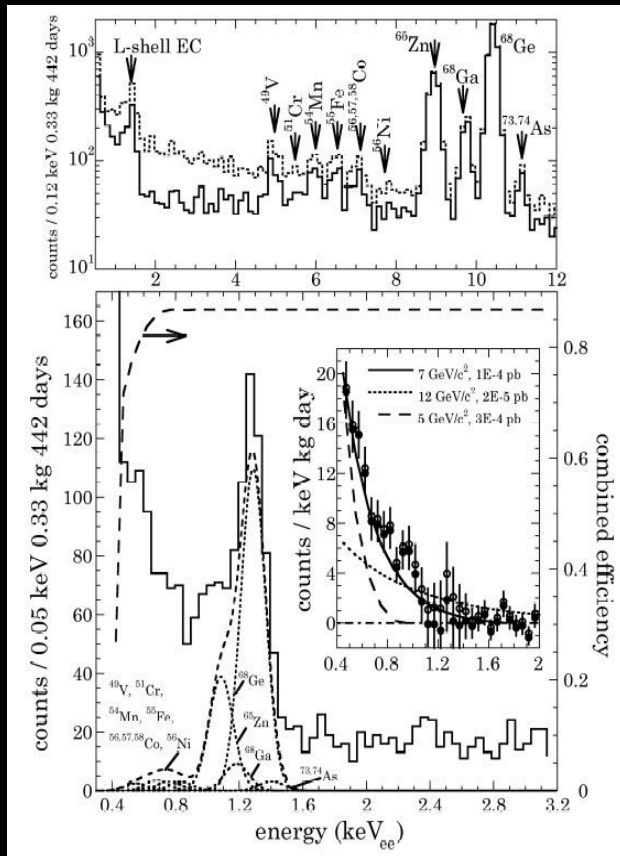 counts / 0.12 keV 0.33 kg 442 days
10³
10²
10¹
L-shell EC
⁴⁹V
⁵¹Cr
⁵⁴Mn
⁵⁵Fe
⁵⁶,⁵⁷,⁵⁸Co
⁵⁶Ni
⁶⁵Zn
⁶⁸Ga
⁶⁸Ge
⁷³,⁷⁴As
2 4 6 8 10 12
counts / 0.05 keV 0.33 kg 442 days
160
140
120
100
80
60
40
20
0
counts / keV kg day
20
16
12
8
4
0
7 GeV/c², 1E-4 pb
12 GeV/c², 2E-5 pb
5 GeV/c², 3E-4 pb
0.4 0.8 1.2 1.6 2
combined efficiency
0.8
0.6
0.4
0.2
0
⁴⁹V, ⁵¹Cr,
⁵⁴Mn, ⁵⁵Fe,
⁵⁶,⁵⁷,⁵⁸Co, ⁵⁶Ni
⁶⁸Ge
⁶⁵Zn
⁶⁸Ga
⁷³,⁷⁴As
0.4 0.8 1.2 1.6 2 2.4 2.8 3.2
energy (keVₑₑ)